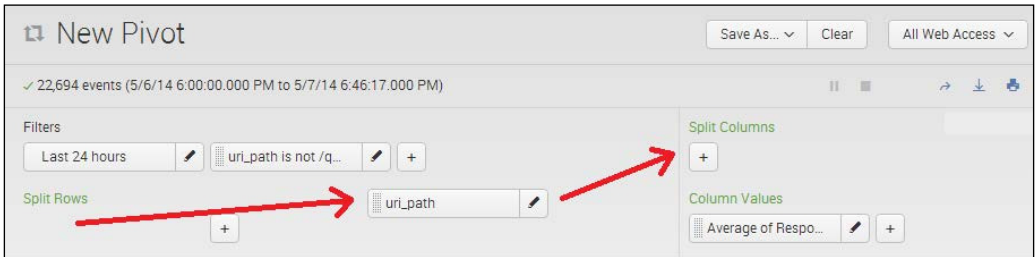 New Pivot
Save As...
Clear
All Web Access
22,694 events (5/6/14 6:00:00.000 PM to 5/7/14 6:46:17.000 PM)
Filters
Last 24 hours
uri_path is not /q...
+
Split Columns
+
Split Rows
uri_path
+
Column Values
Average of Respo...
+